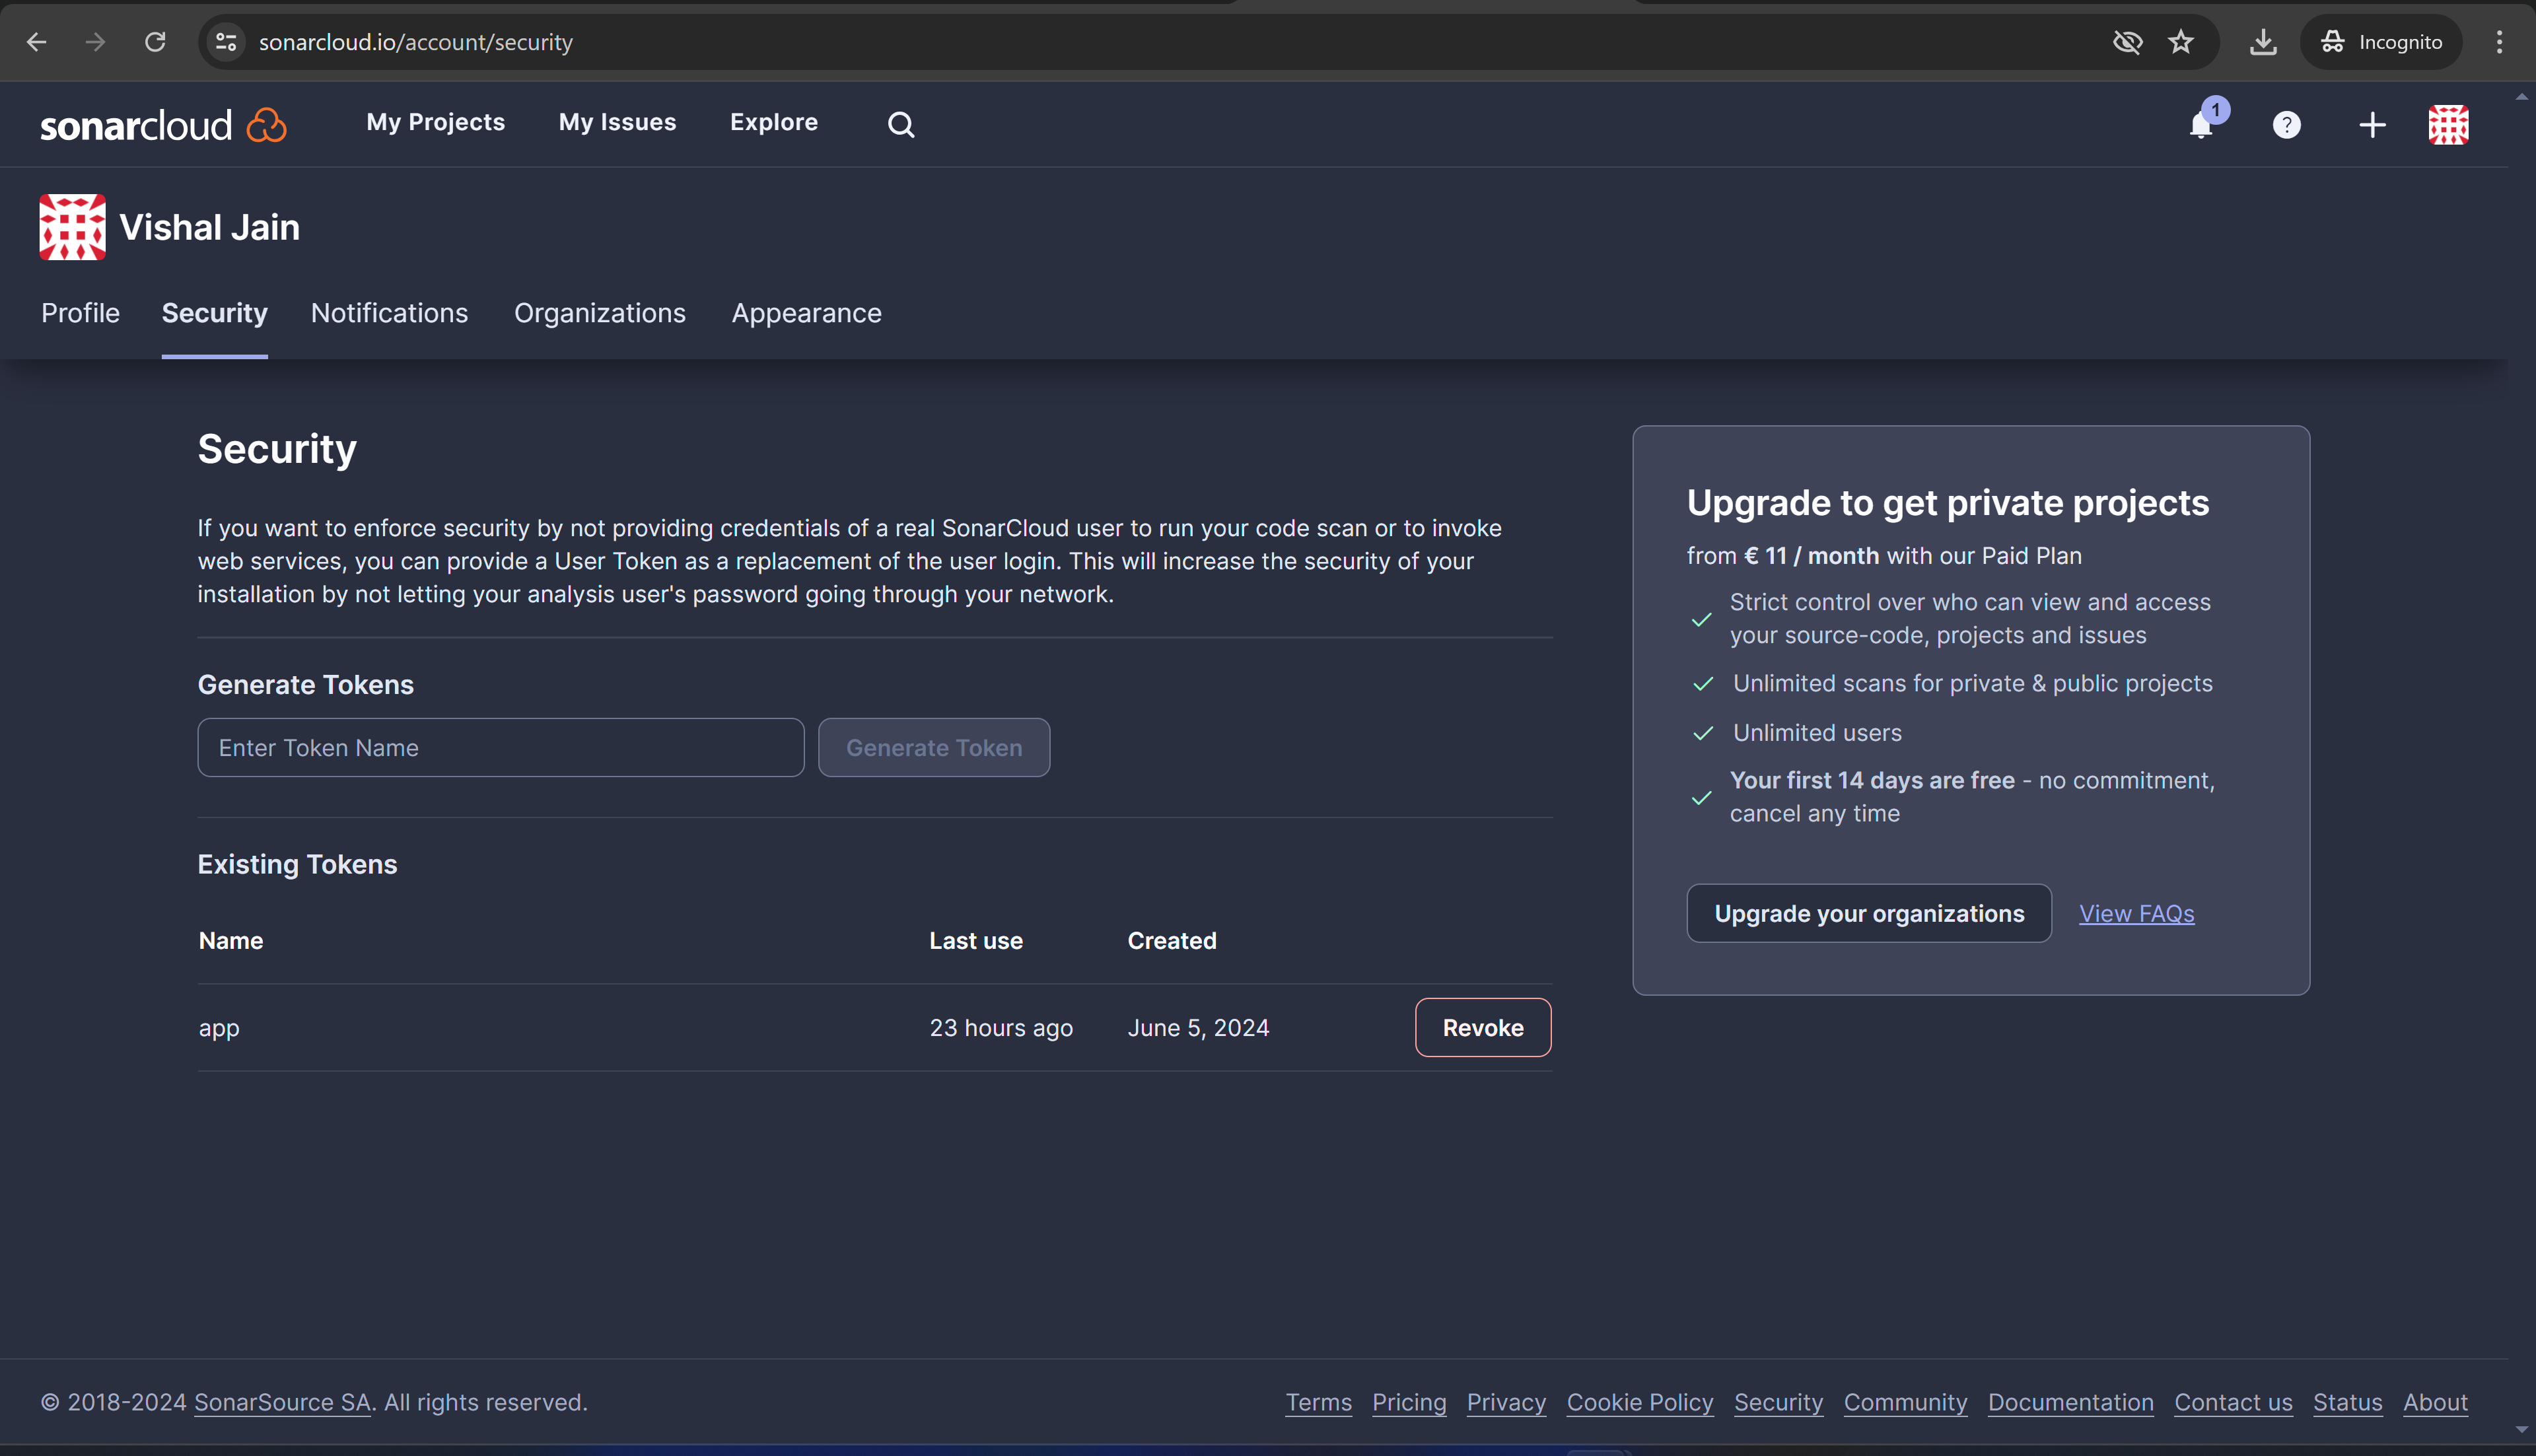 sonarcloud.io/account/security
Incognito
sonarcloud
My Projects
My Issues
Explore
1
?
Vishal Jain
Profile
Security
Notifications
Organizations
Appearance
Security
If you want to enforce security by not providing credentials of a real SonarCloud user to run your code scan or to invoke
web services, you can provide a User Token as a replacement of the user login. This will increase the security of your
installation by not letting your analysis user's password going through your network.
Generate Tokens
Enter Token Name
Generate Token
Existing Tokens
Name Last use Created
app 23 hours ago June 5, 2024 Revoke
Upgrade to get private projects
from € 11 / month with our Paid Plan
Strict control over who can view and access
your source-code, projects and issues
Unlimited scans for private & public projects
Unlimited users
Your first 14 days are free - no commitment,
cancel any time
Upgrade your organizations
View FAQs
© 2018-2024 SonarSource SA. All rights reserved.
Terms Pricing Privacy Cookie Policy Security Community Documentation Contact us Status About